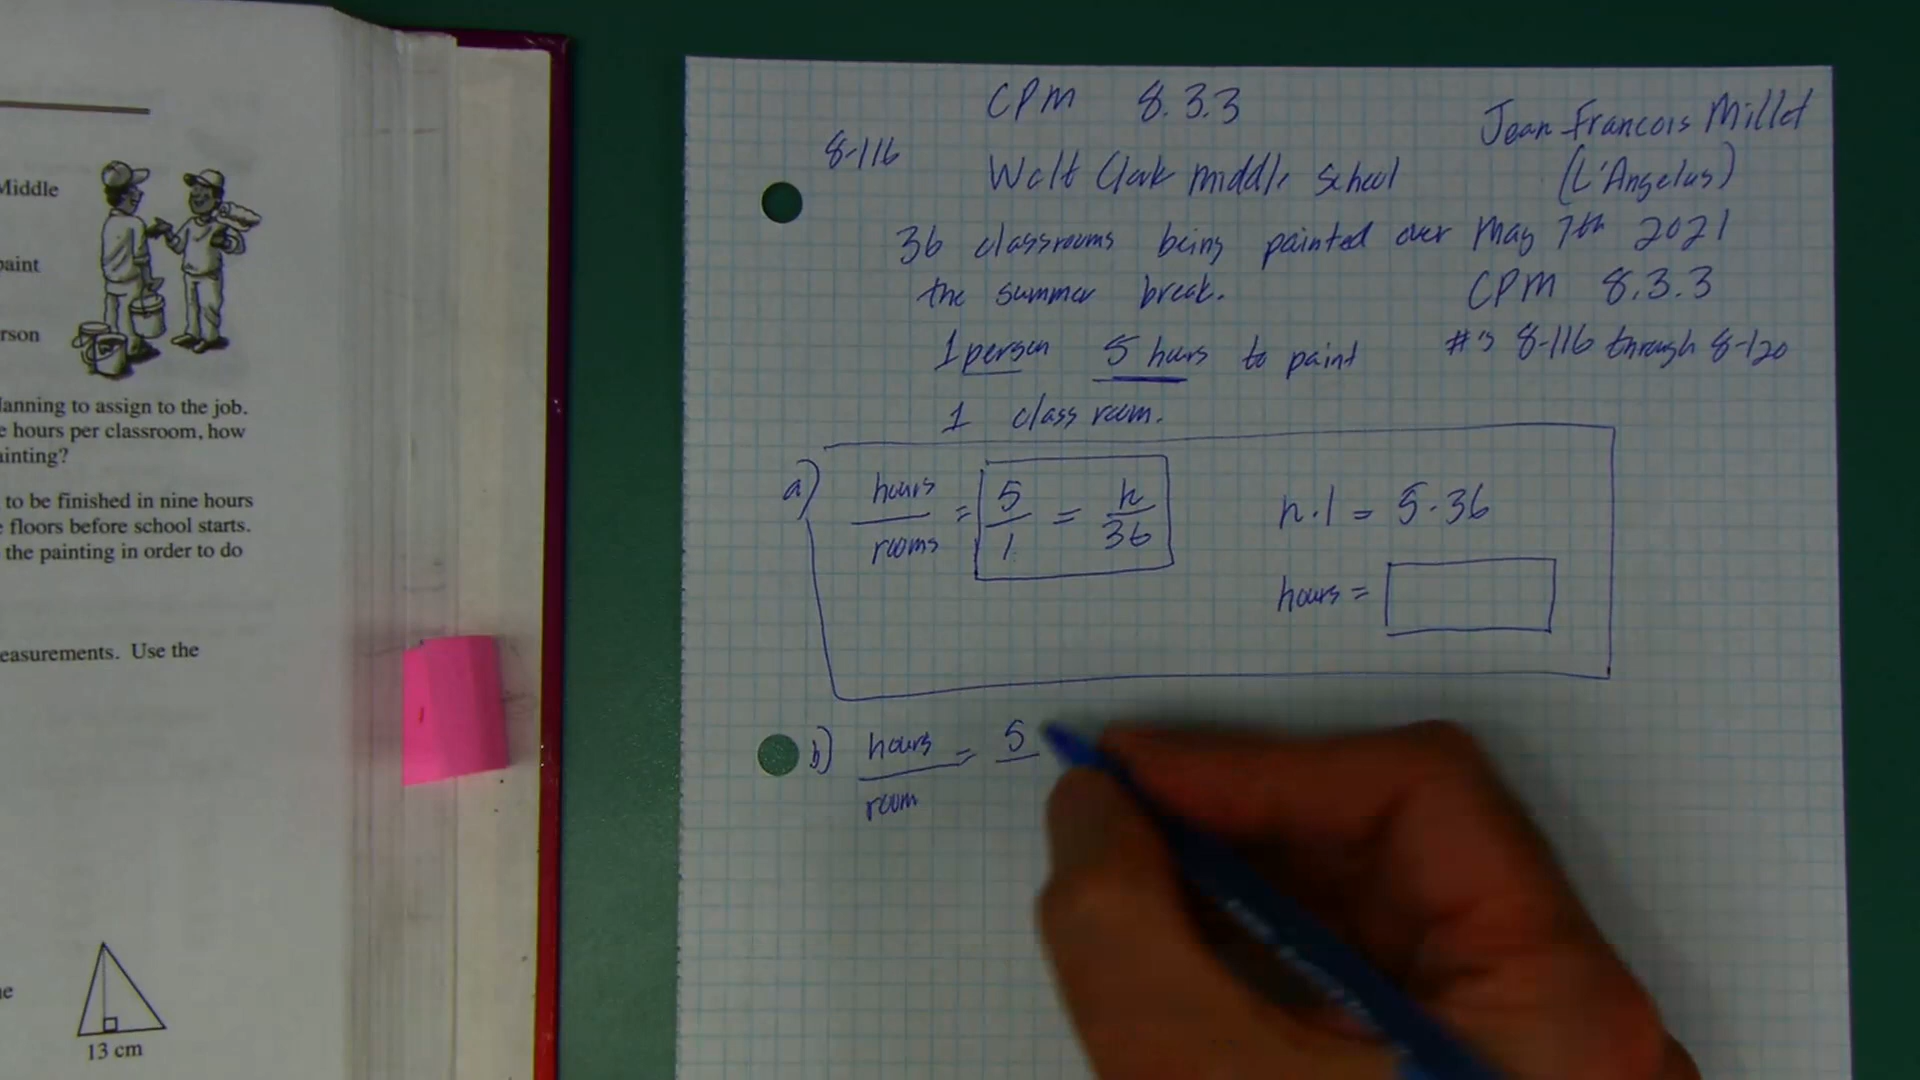 Middle
paint
rson
lanning to assign to the job.
e hours per classroom, how
ainting?
to be finished in nine hours
e floors before school starts.
the painting in order to do
easurements. Use the
ne
13 cm
CPM 8.3.3
8-116
Walt Clark middle school
36 classrooms being painted over
the summer break.
1 person 5 hours to paint
1 class room.
Jean Francois Millet
(L'Angelus)
May 7th 2021
CPM 8.3.3
#'s 8-116 through 8-120
a) hours/rooms = 5/1 = h/36
h·1 = 5·36
hours =
b) hours/room = 5